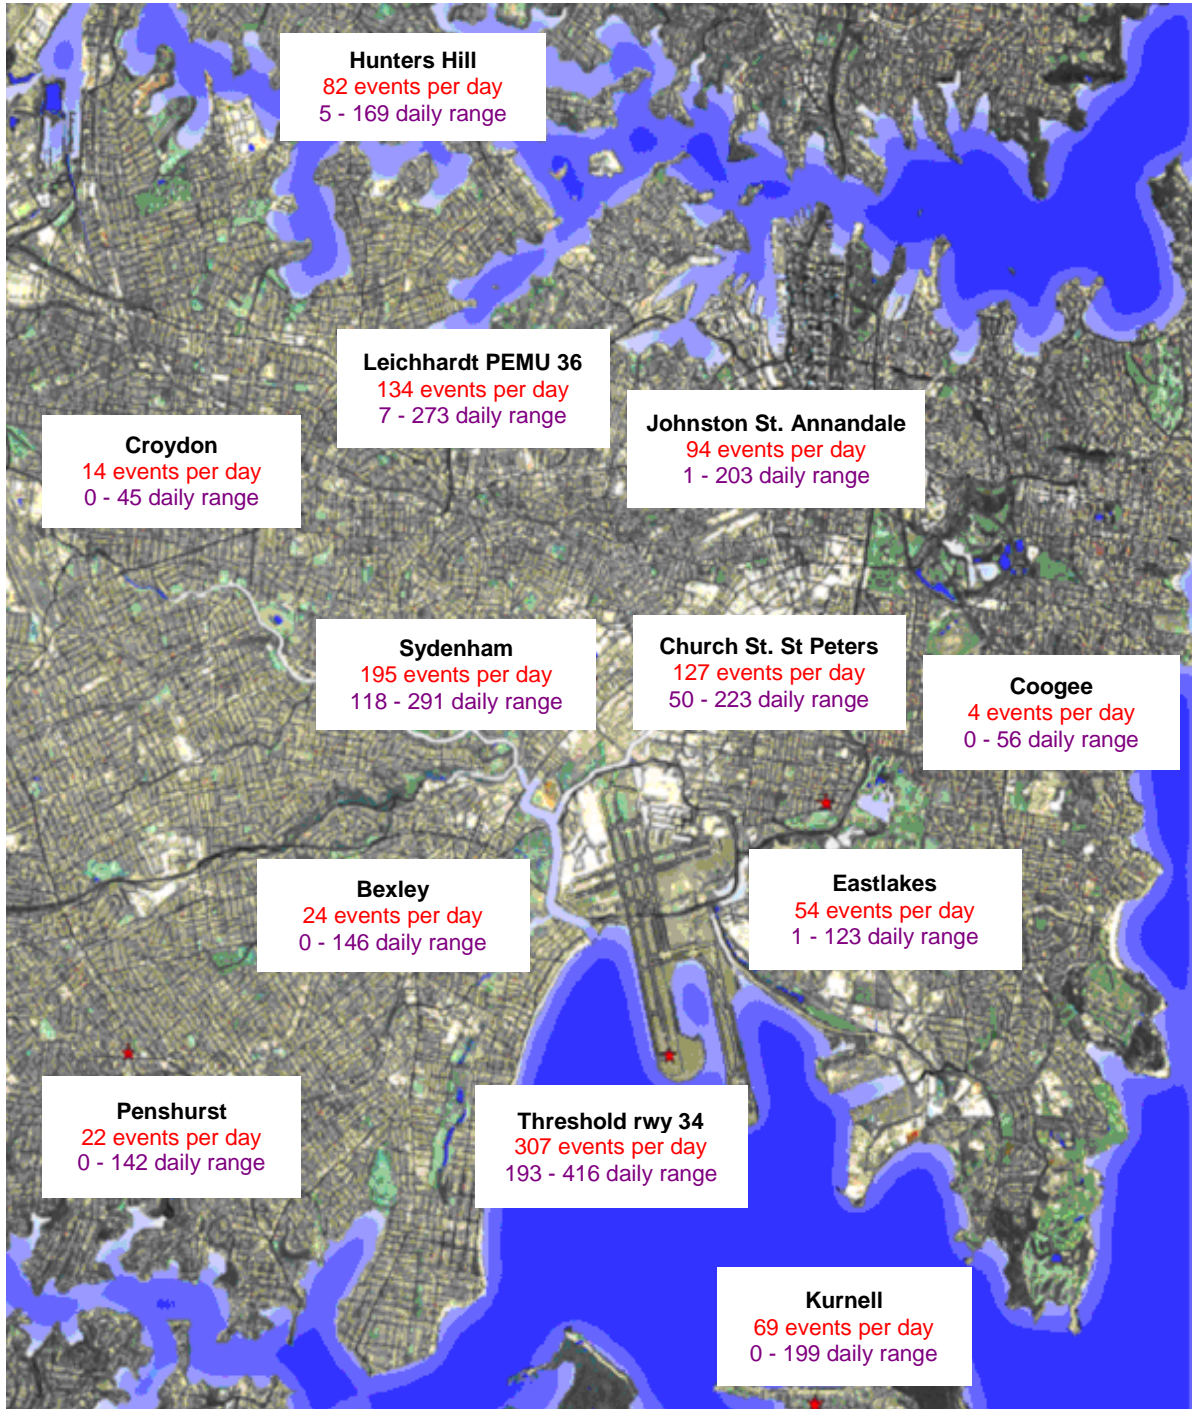 Hunters Hill
82 events per day
5 - 169 daily range
Leichhardt PEMU 36
134 events per day
7 - 273 daily range
Johnston St. Annandale
94 events per day
1 - 203 daily range
Croydon
14 events per day
0 - 45 daily range
Sydenham
195 events per day
118 - 291 daily range
Church St. St Peters
127 events per day
50 - 223 daily range
Coogee
4 events per day
0 - 56 daily range
Bexley
24 events per day
0 - 146 daily range
Eastlakes
54 events per day
1 - 123 daily range
Penshurst
22 events per day
0 - 142 daily range
Threshold rwy 34
307 events per day
193 - 416 daily range
Kurnell
69 events per day
0 - 199 daily range